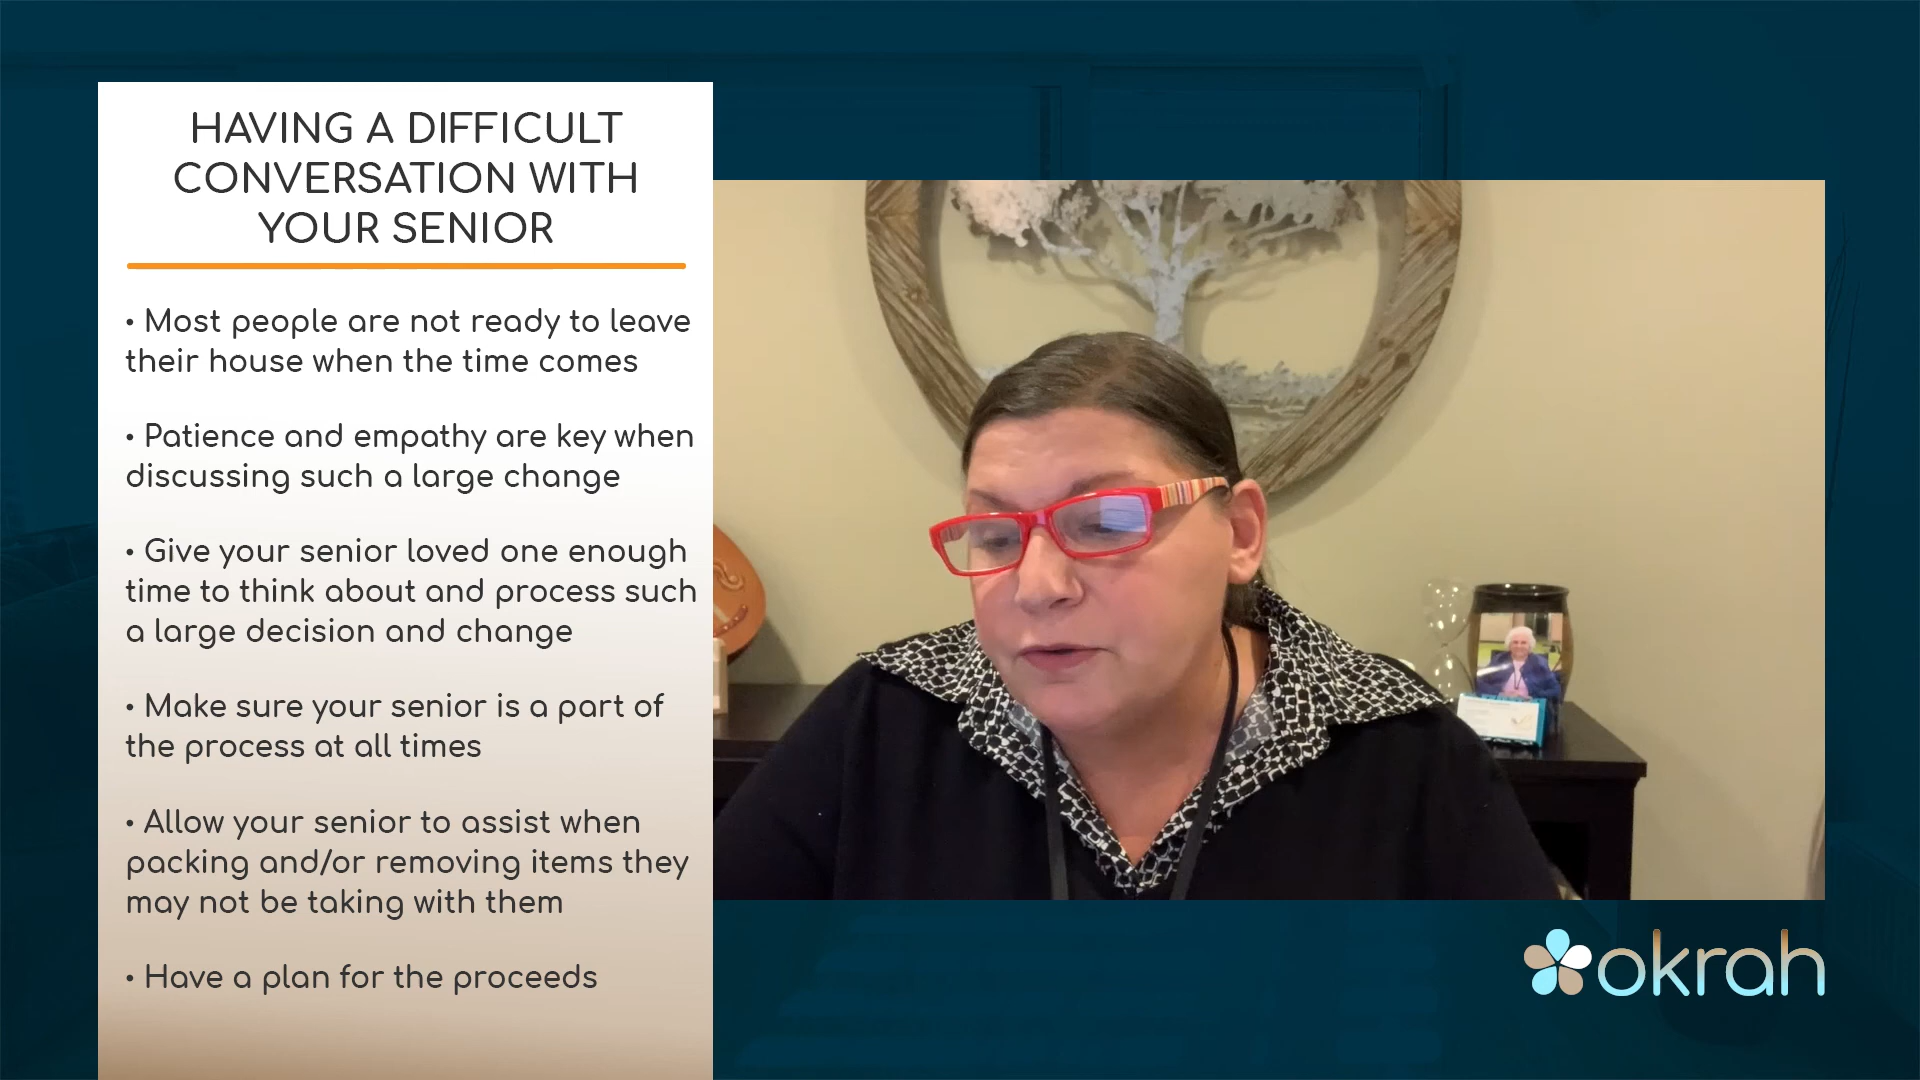 HAVING A DIFFICULT
CONVERSATION WITH
YOUR SENIOR
• Most people are not ready to leave
their house when the time comes
• Patience and empathy are key when
discussing such a large change
• Give your senior loved one enough
time to think about and process such
a large decision and change
• Make sure your senior is a part of
the process at all times
• Allow your senior to assist when
packing and/or removing items they
may not be taking with them
• Have a plan for the proceeds
okrah